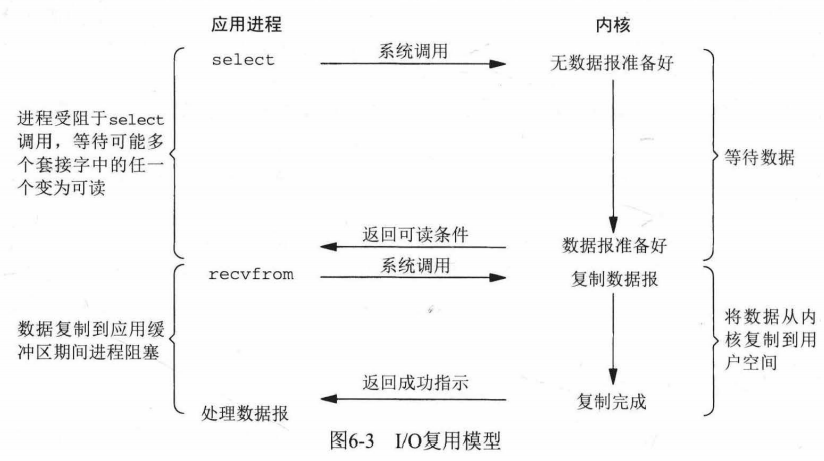 应用进程
内核
select
系统调用
无数据报准备好
进程受阻于select
调用，等待可能多
个套接字中的任一
个变为可读
等待数据
返回可读条件
数据报准备好
recvfrom
系统调用
复制数据报
数据复制到应用缓
冲区期间进程阻塞
将数据从内
核复制到用
户空间
返回成功指示
复制完成
处理数据报
图6-3 I/O复用模型